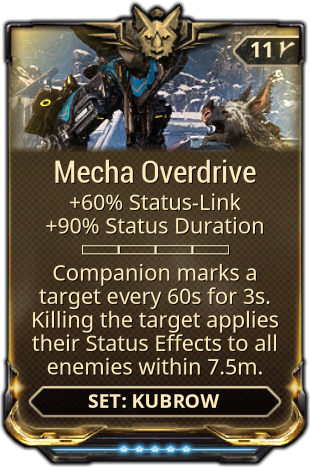 11
Mecha Overdrive
+60% Status-Link
+90% Status Duration
Companion marks a
target every 60s for 3s.
Killing the target applies
their Status Effects to all
enemies within 7.5m.
SET: KUBROW